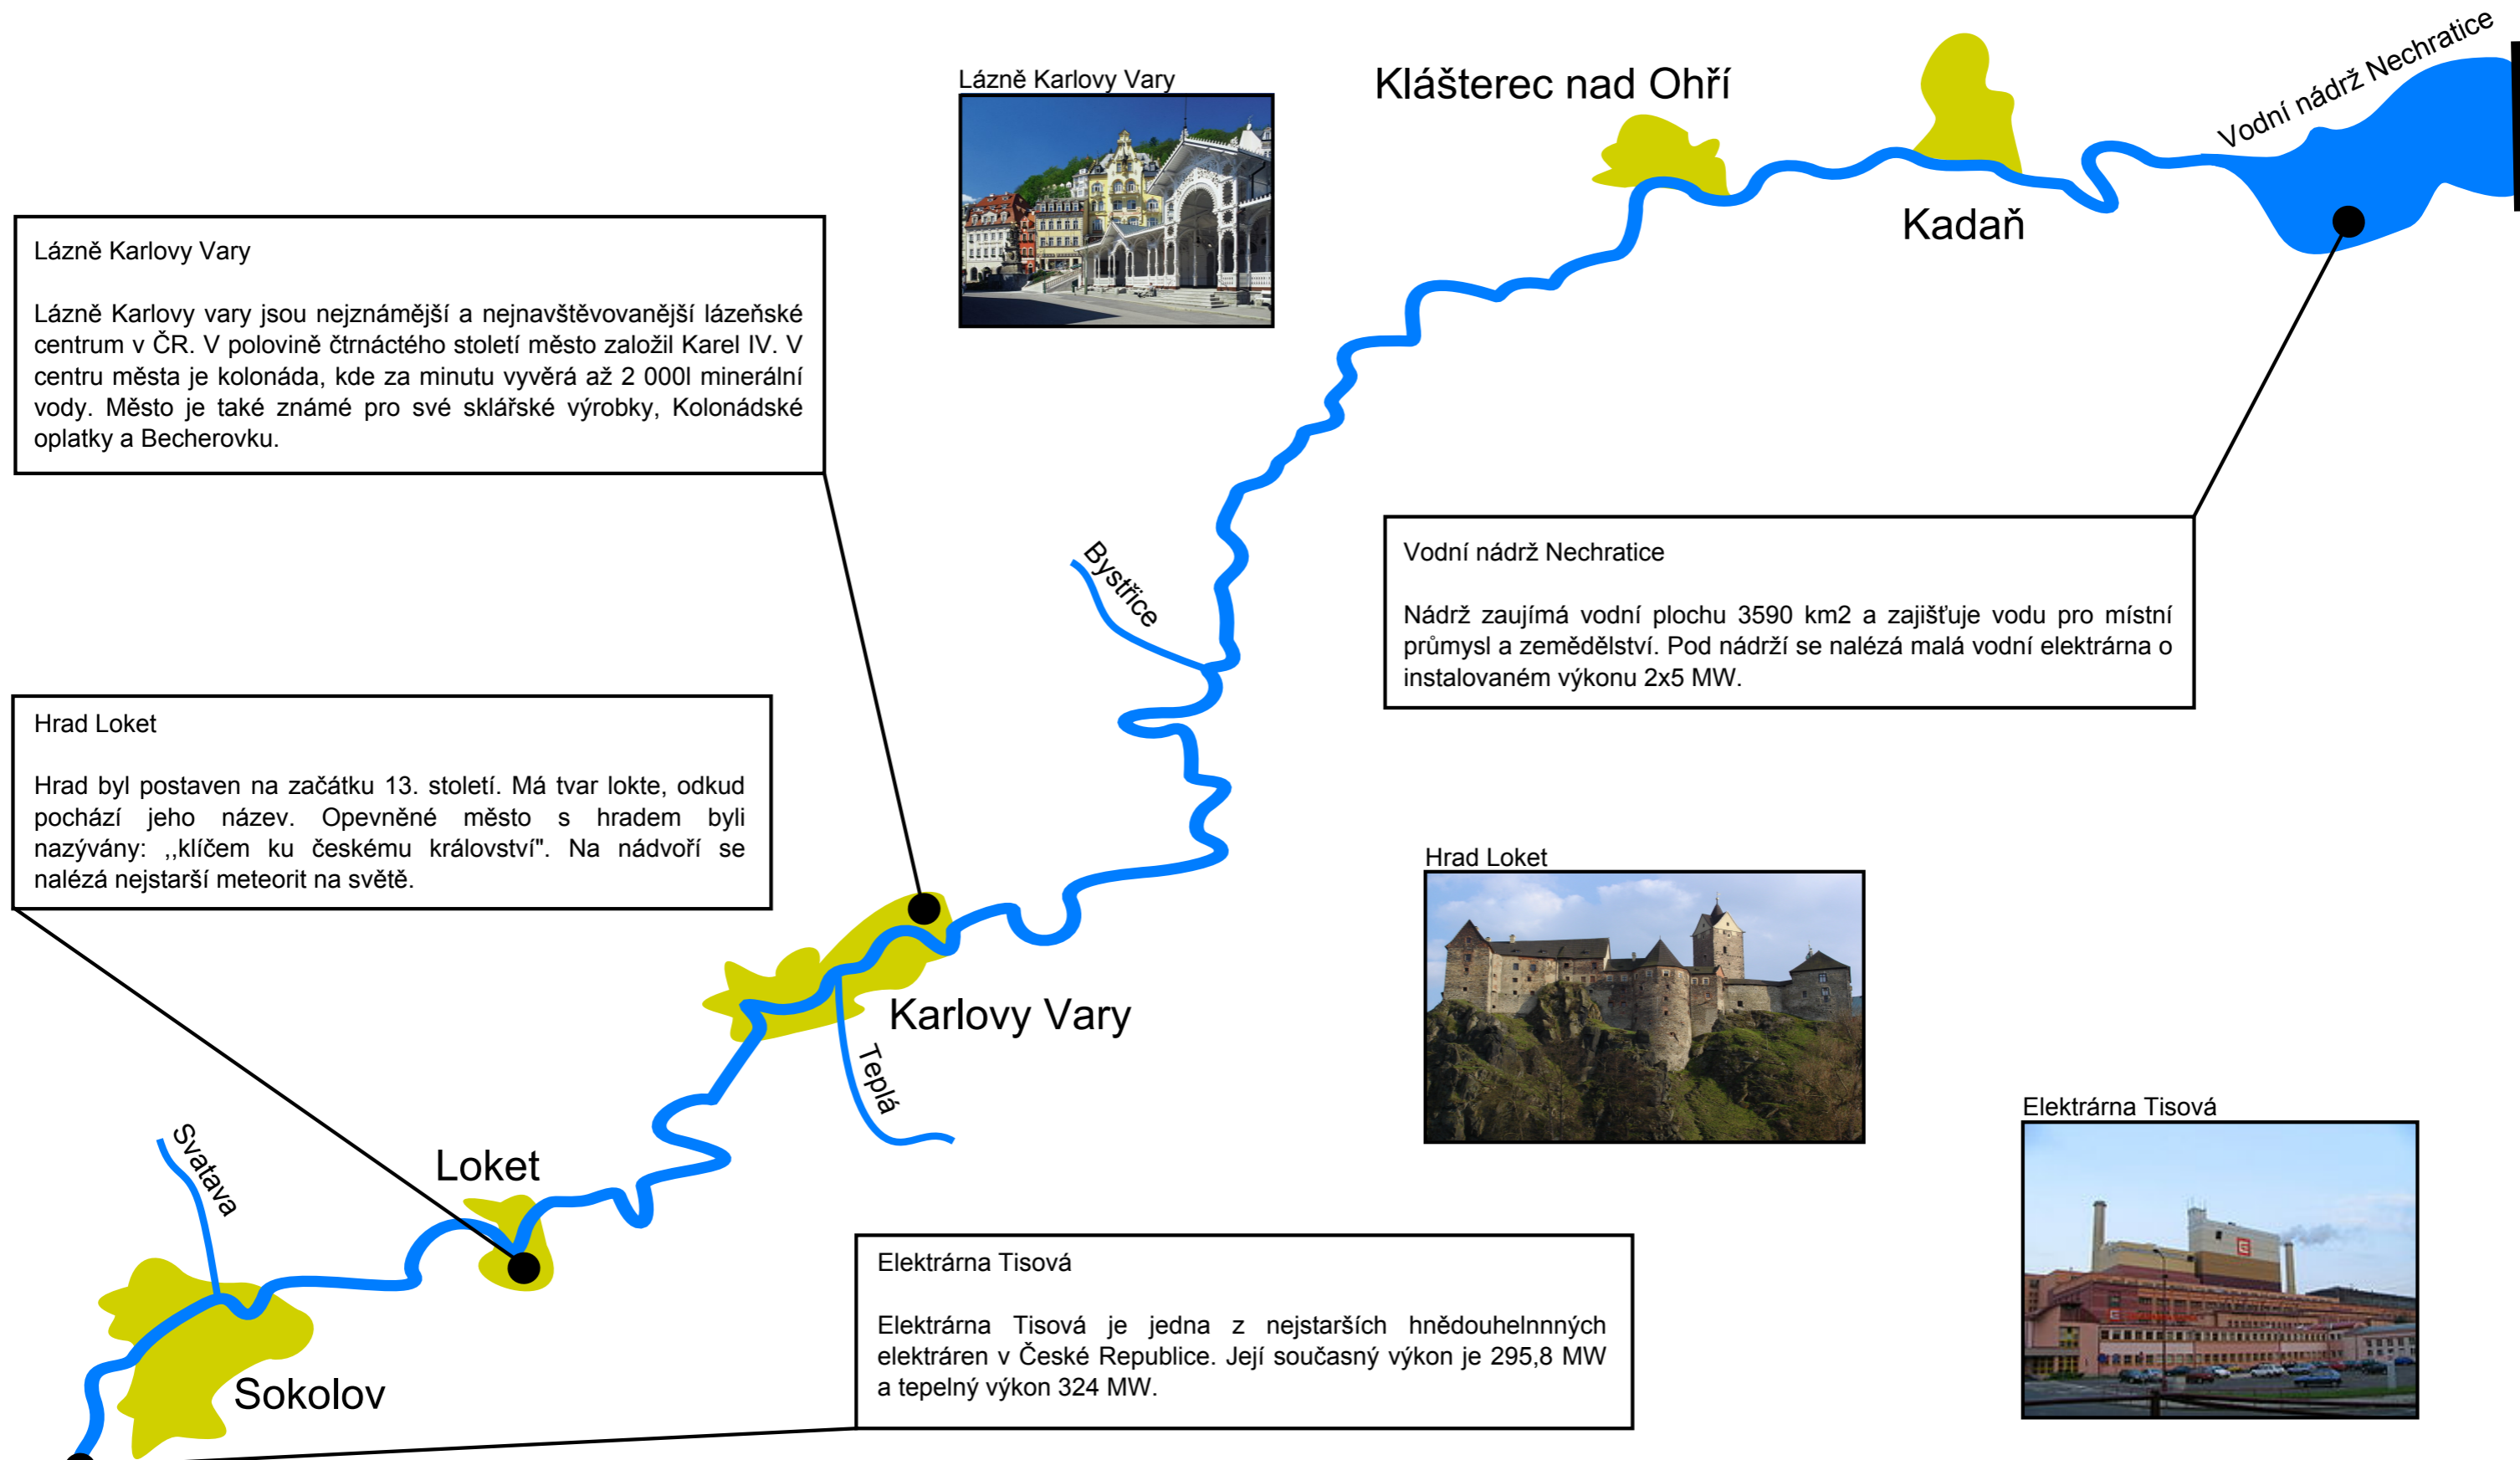 Vodní nádrž Nechratice
Lázně Karlovy Vary
Klášterec nad Ohří
Kadaň
Lázně Karlovy Vary
Lázně Karlovy vary jsou nejznámější a nejnavštěvovanější lázeňské
centrum v ČR. V polovině čtrnáctého století město založil Karel IV. V
centru města je kolonáda, kde za minutu vyvěrá až 2 000l minerální
vody. Město je také známé pro své sklářské výrobky, Kolonádské
oplatky a Becherovku.
Bystřice
Vodní nádrž Nechratice
Nádrž zaujímá vodní plochu 3590 km2 a zajišťuje vodu pro místní
průmysl a zemědělství. Pod nádrží se nalézá malá vodní elektrárna o
instalovaném výkonu 2x5 MW.
Hrad Loket
Hrad byl postaven na začátku 13. století. Má tvar lokte, odkud
pochází jeho název. Opevněné město s hradem byli
nazývány: ,,klíčem ku českému království". Na nádvoří se
nalézá nejstarší meteorit na světě.
Hrad Loket
Karlovy Vary
Teplá
Elektrárna Tisová
Svatava
Loket
Elektrárna Tisová
Elektrárna Tisová je jedna z nejstarších hnědouhelnnných
elektráren v České Republice. Její současný výkon je 295,8 MW
a tepelný výkon 324 MW.
Sokolov